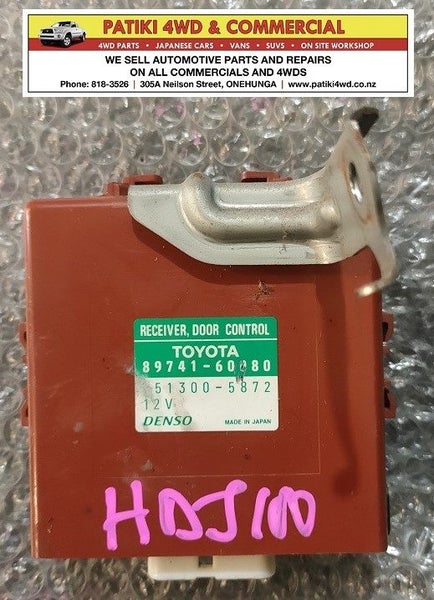 PATIKI 4WD & COMMERCIAL
4WD PARTS • JAPANESE CARS • VANS • SUVS • ON SITE WORKSHOP
WE SELL AUTOMOTIVE PARTS AND REPAIRS
ON ALL COMMERCIALS AND 4WDS
Phone: 818-3526 | 305A Neilson Street, ONEHUNGA | www.patiki4wd.co.nz
RECEIVER, DOOR CONTROL
TOYOTA
51300-5872
12V
DENSO MADE IN JAPAN
HDJ100